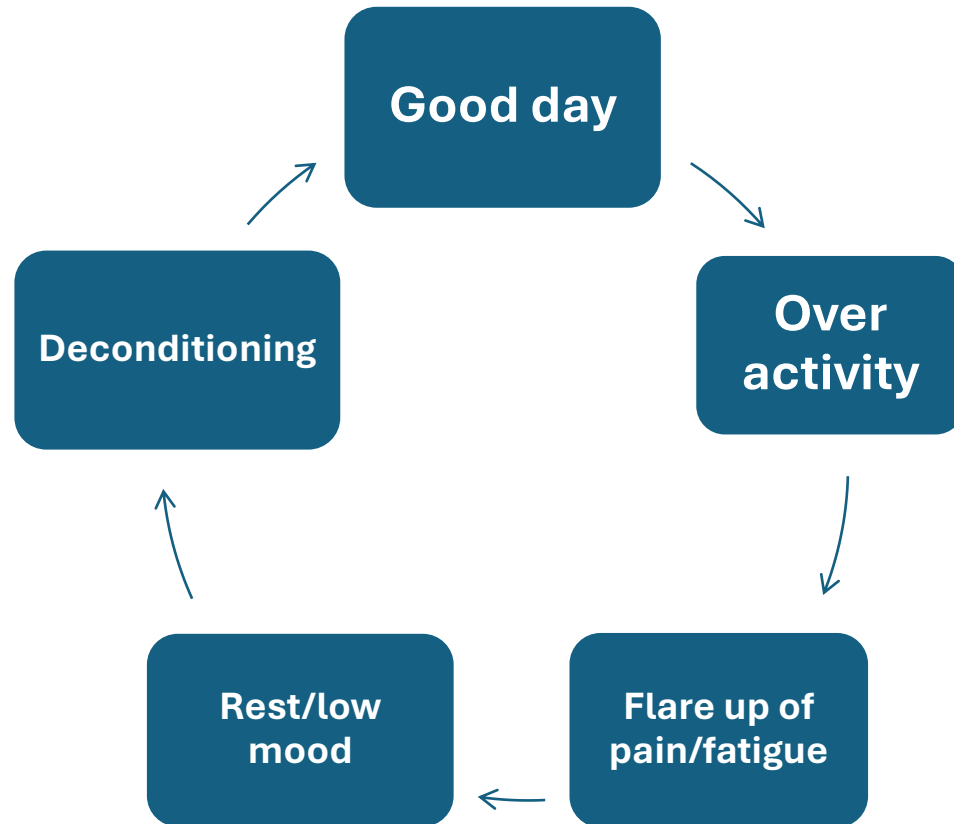 Good day
Over
activity
Flare up of
pain/fatigue
Rest/low
mood
Deconditioning